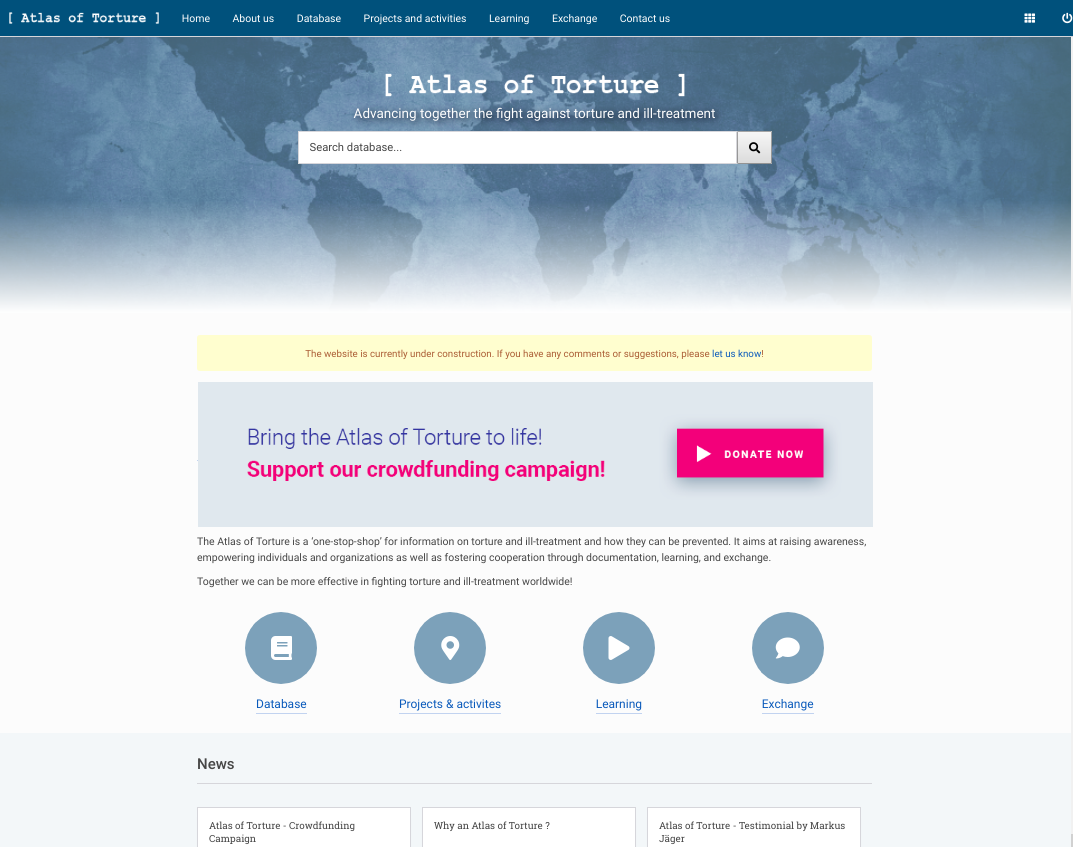 [ Atlas of Torture ] Home About us Database Projects and activities Learning Exchange Contact us
[ Atlas of Torture ]
Advancing together the fight against torture and ill-treatment
Search database...
The website is currently under construction. If you have any comments or suggestions, please let us know!
Bring the Atlas of Torture to life!
Support our crowdfunding campaign!
DONATE NOW
The Atlas of Torture is a 'one-stop-shop' for information on torture and ill-treatment and how they can be prevented. It aims at raising awareness,
empowering individuals and organizations as well as fostering cooperation through documentation, learning, and exchange.
Together we can be more effective in fighting torture and ill-treatment worldwide!
Database Projects & activites Learning Exchange
News
Atlas of Torture - Crowdfunding
Campaign
Why an Atlas of Torture ?
Atlas of Torture - Testimonial by Markus
Jäger